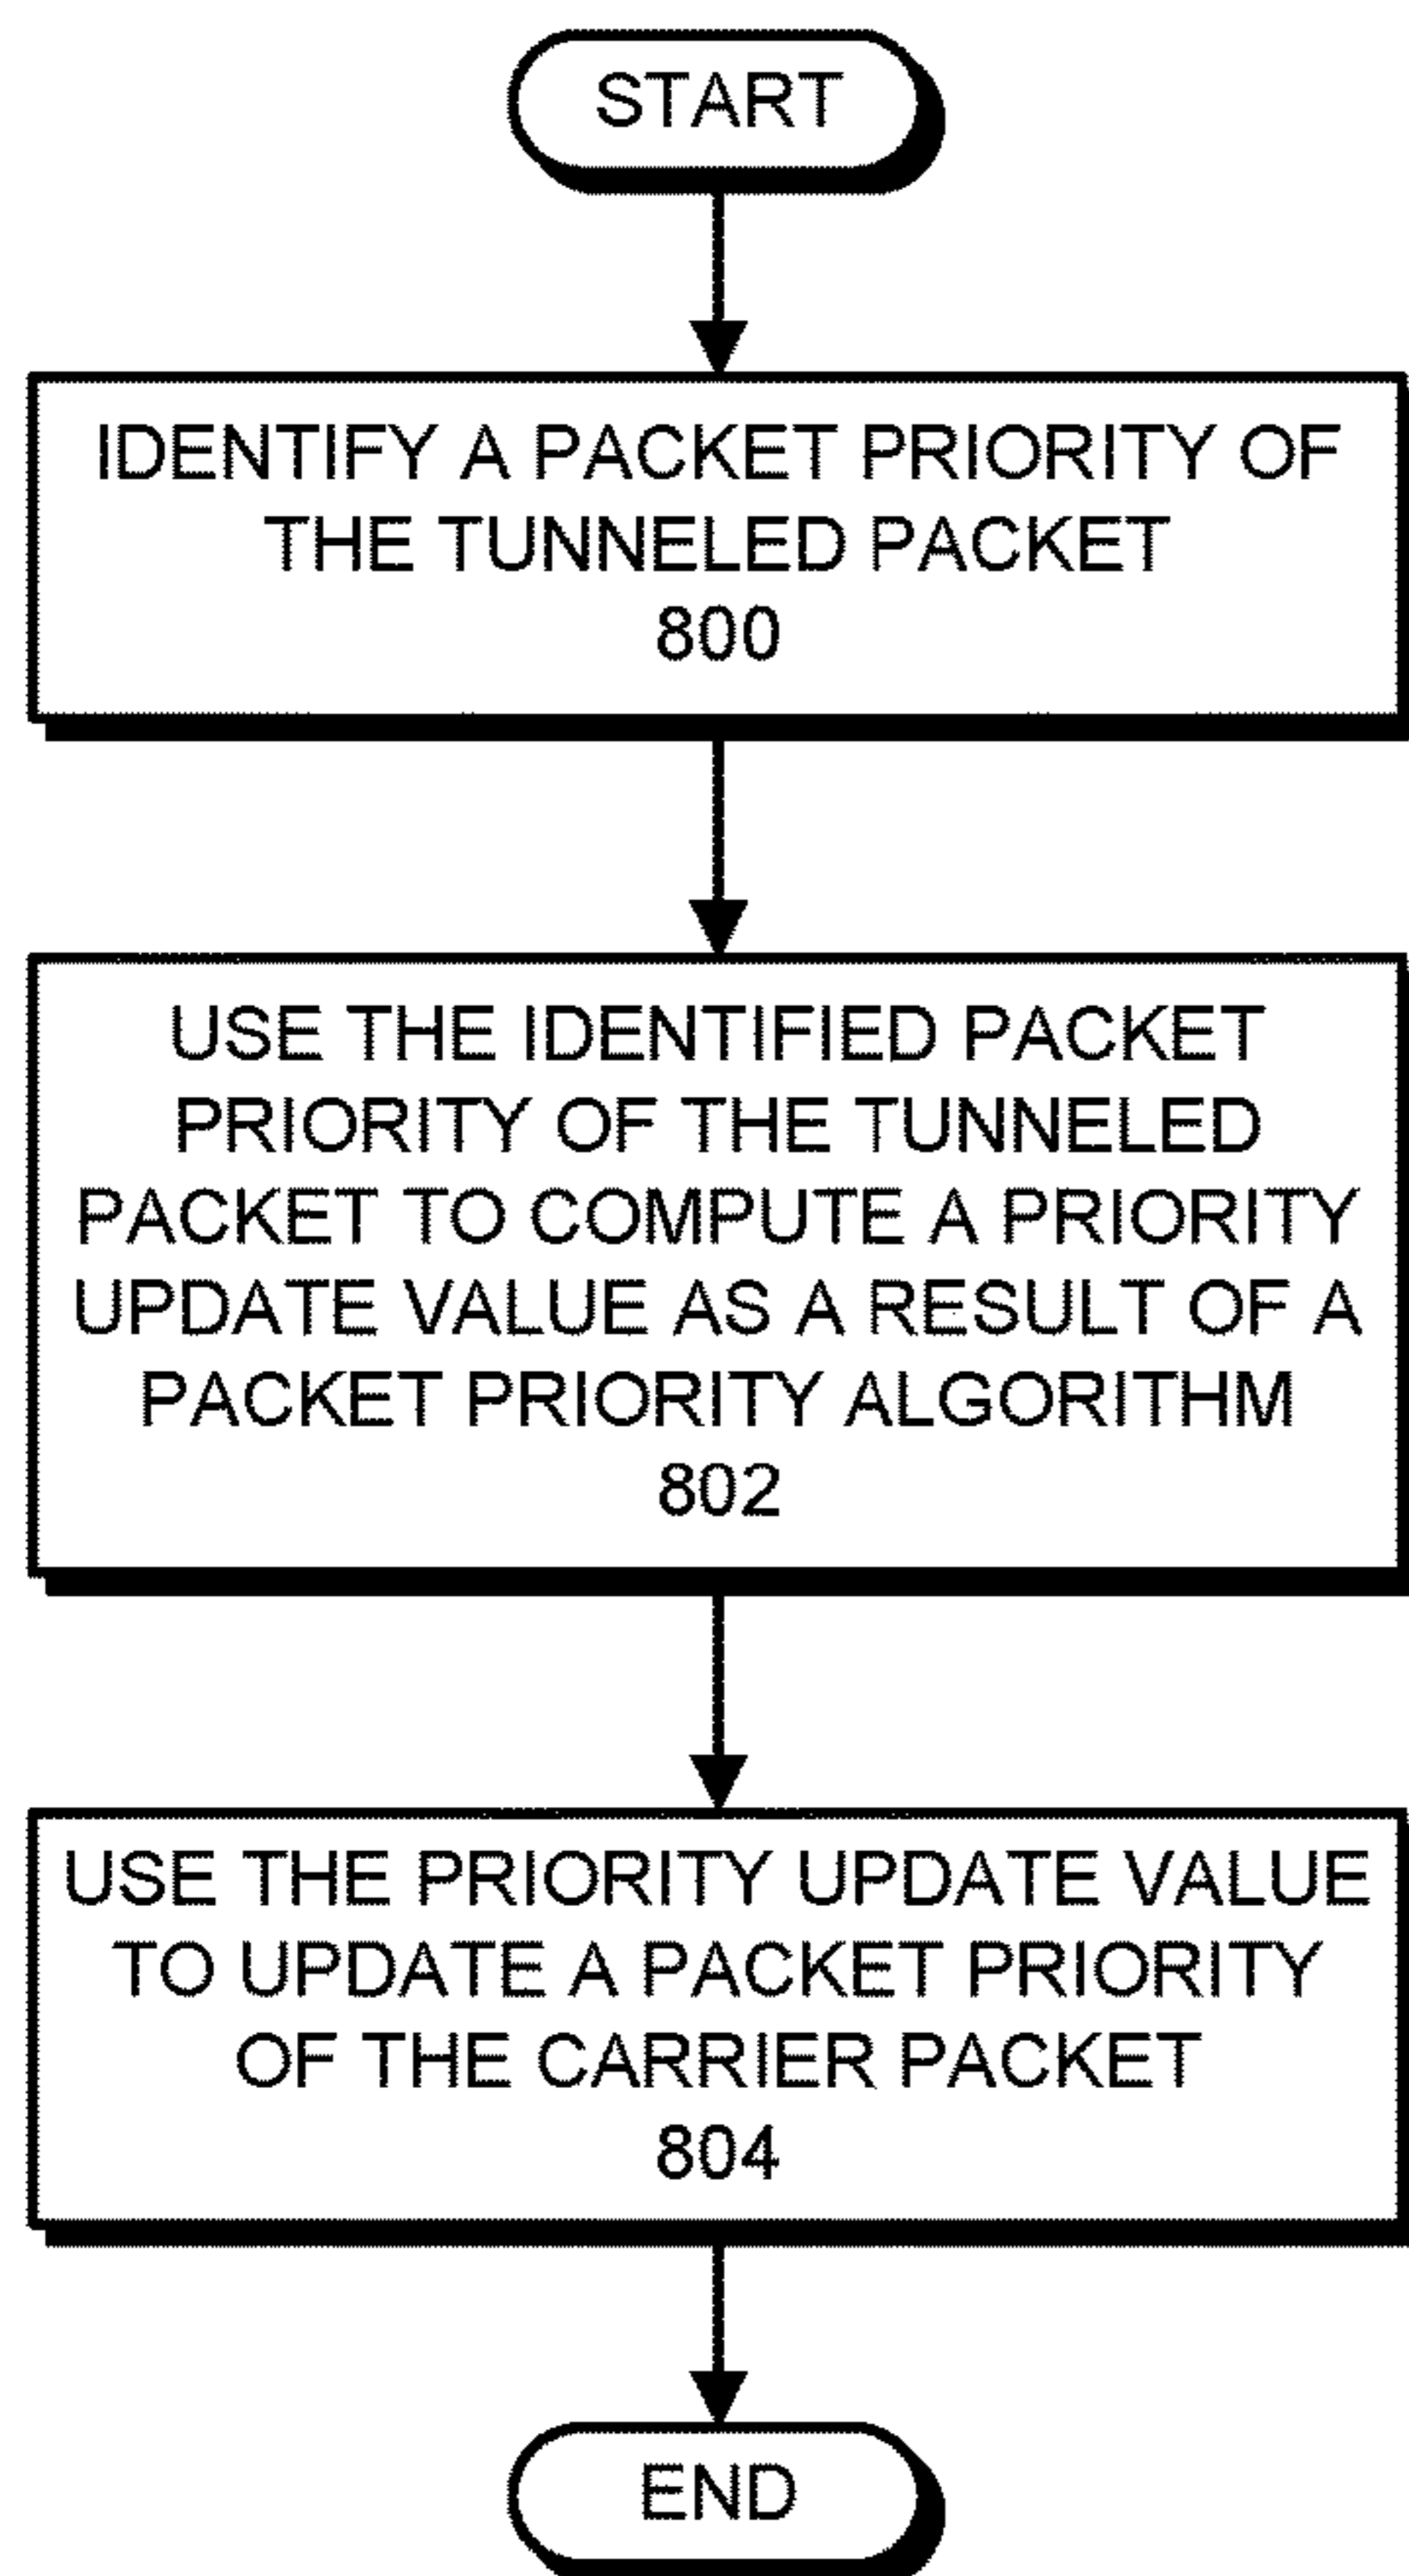 START
IDENTIFY A PACKET PRIORITY OF
THE TUNNELED PACKET
800
USE THE IDENTIFIED PACKET
PRIORITY OF THE TUNNELED
PACKET TO COMPUTE A PRIORITY
UPDATE VALUE AS A RESULT OF A
PACKET PRIORITY ALGORITHM
802
USE THE PRIORITY UPDATE VALUE
TO UPDATE A PACKET PRIORITY
OF THE CARRIER PACKET
804
END